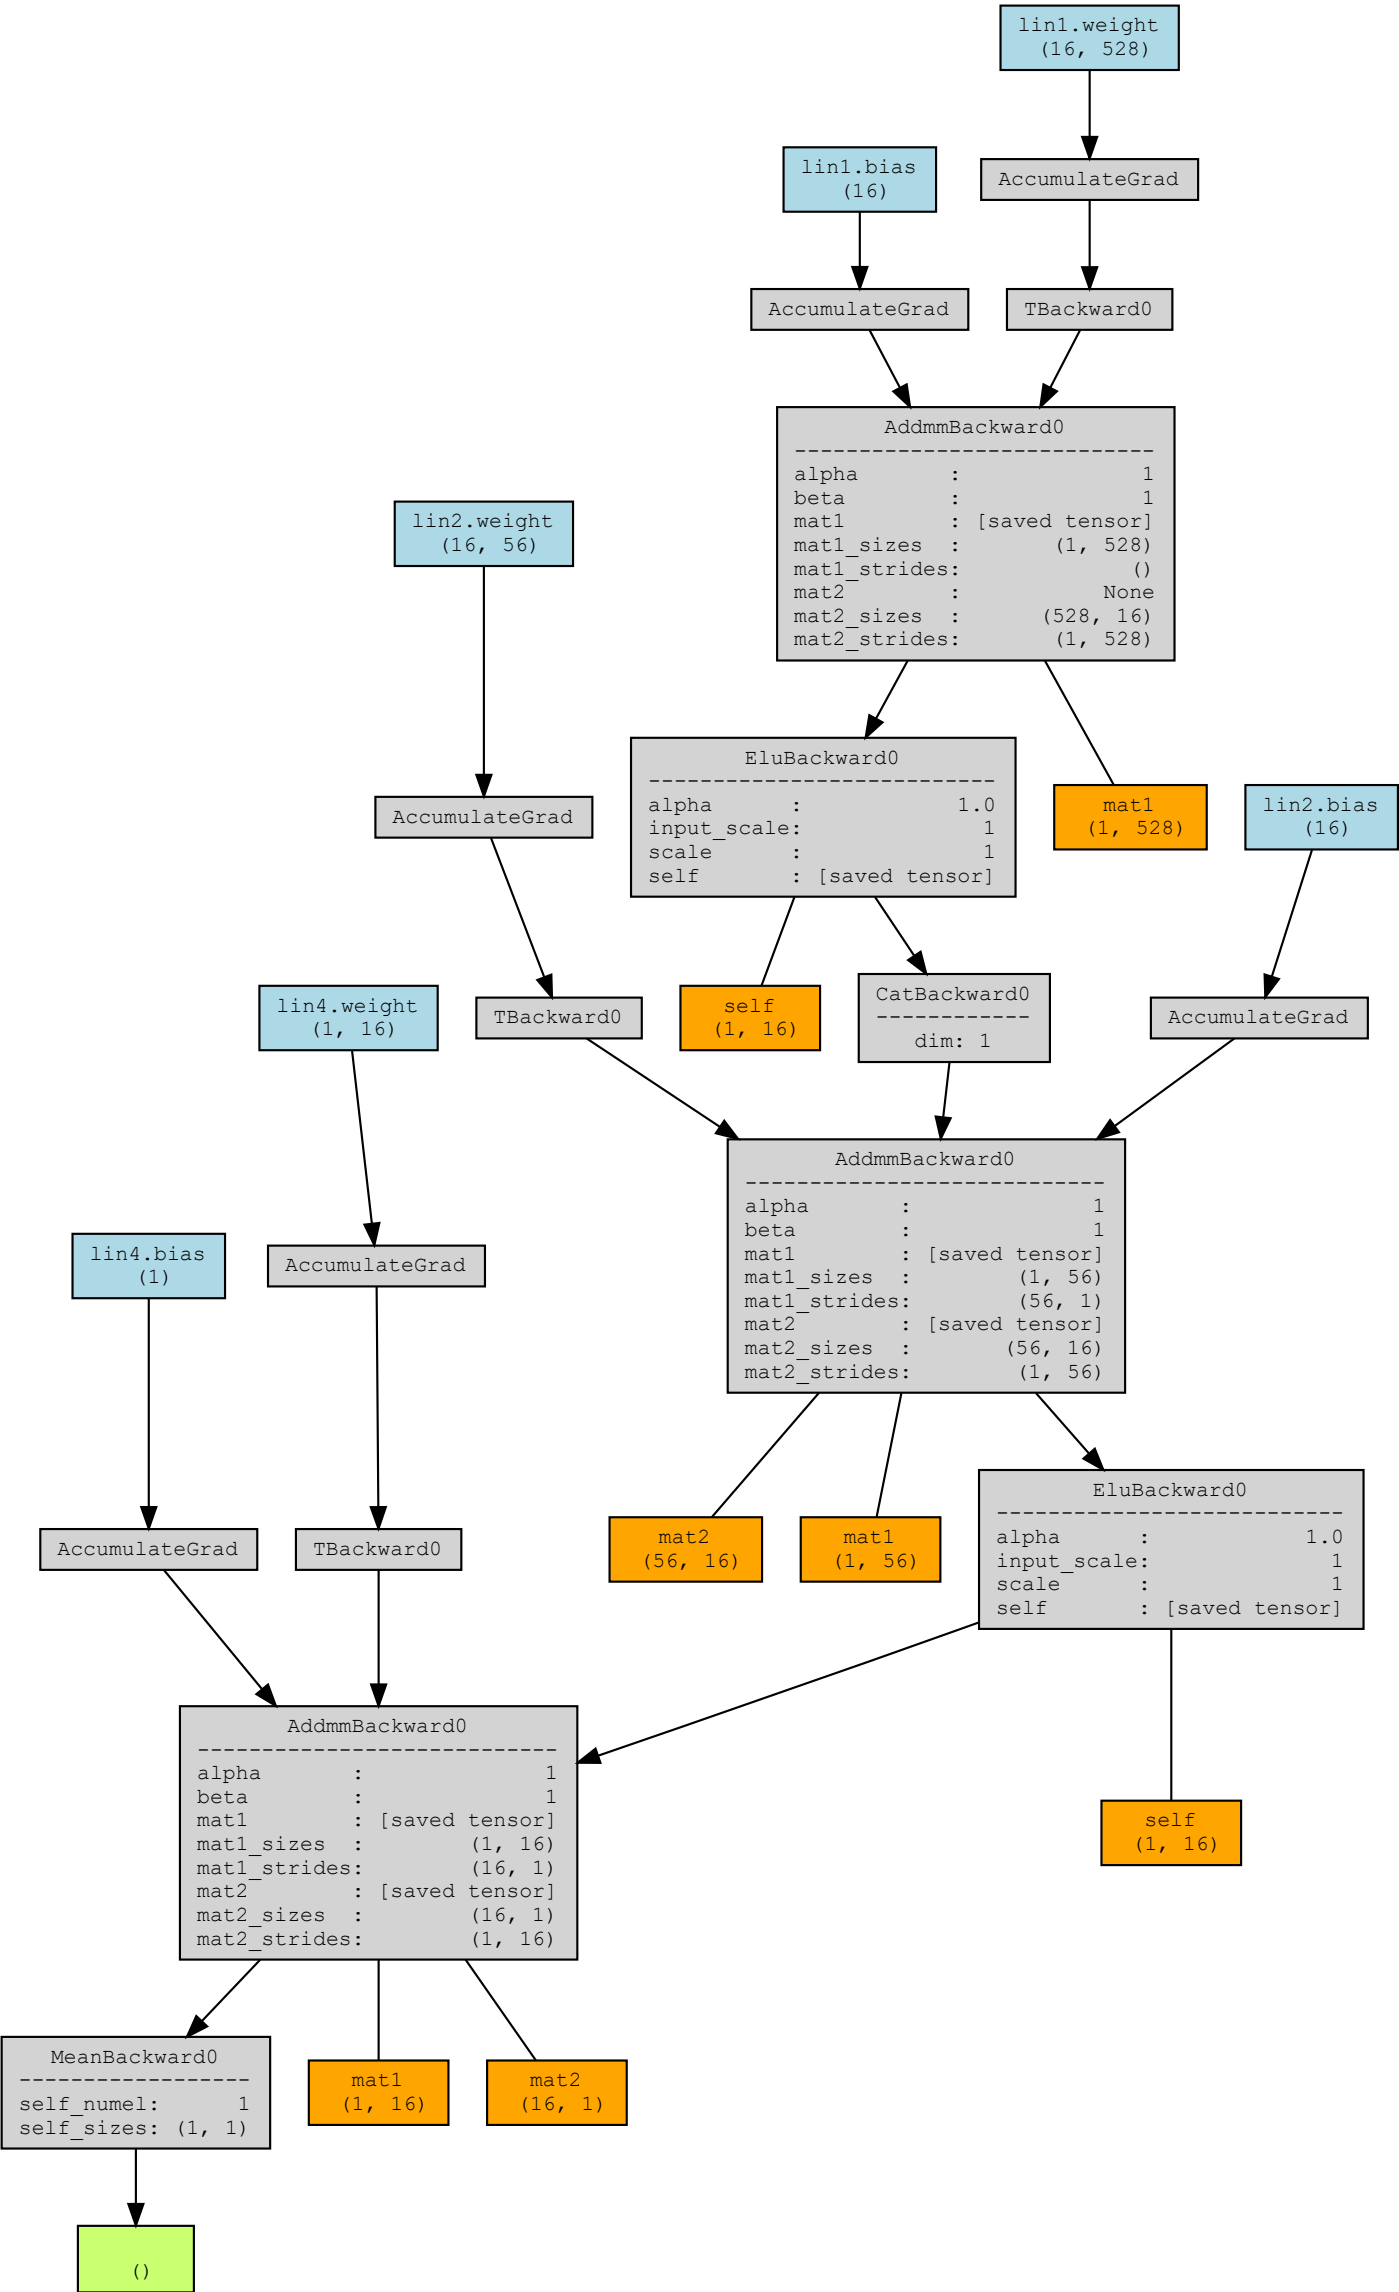 lin1.weight
(16, 528)
lin1.bias
(16)
AccumulateGrad
AccumulateGrad
TBackward0
AddmmBackward0
----------------------------
alpha       :               1
beta        :               1
mat1        : [saved tensor]
mat1_sizes  :       (1, 528)
mat1_strides:             ()
mat2        :           None
mat2_sizes  :      (528, 16)
mat2_strides:       (1, 528)
lin2.weight
(16, 56)
AccumulateGrad
EluBackward0
---------------------------
alpha      :            1.0
input_scale:              1
scale      :              1
self       : [saved tensor]
mat1
(1, 528)
lin2.bias
(16)
lin4.weight
(1, 16)
TBackward0
self
(1, 16)
CatBackward0
------------
dim: 1
AccumulateGrad
AddmmBackward0
----------------------------
alpha       :              1
beta        :              1
mat1        : [saved tensor]
mat1_sizes  :        (1, 56)
mat1_strides:        (56, 1)
mat2        : [saved tensor]
mat2_sizes  :       (56, 16)
mat2_strides:        (1, 56)
lin4.bias
(1)
AccumulateGrad
AccumulateGrad
TBackward0
mat2
(56, 16)
mat1
(1, 56)
EluBackward0
---------------------------
alpha      :            1.0
input_scale:              1
scale      :              1
self       : [saved tensor]
AddmmBackward0
----------------------------
alpha       :              1
beta        :              1
mat1        : [saved tensor]
mat1_sizes  :        (1, 16)
mat1_strides:        (16, 1)
mat2        : [saved tensor]
mat2_sizes  :        (16, 1)
mat2_strides:        (1, 16)
self
(1, 16)
MeanBackward0
------------------
self_numel:      1
self_sizes: (1, 1)
mat1
(1, 16)
mat2
(16, 1)
()